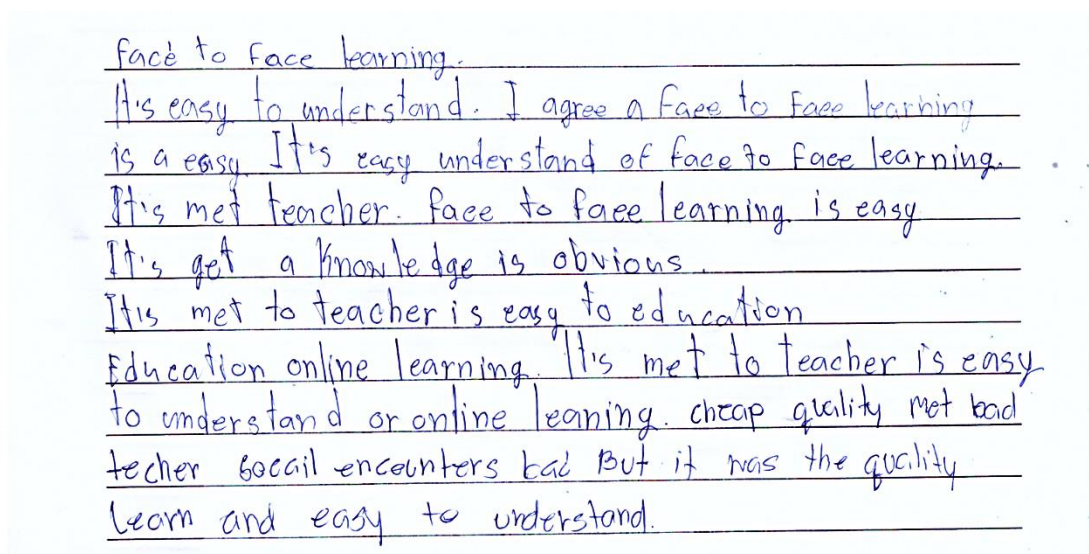 face to face learning.
It's easy to understand. I agree a face to face learning
is a easy. It's easy understand of face to face learning.
It's met teacher. face to face learning. is easy
It's get a knowledge is obvious.
It's met to teacher is easy to education
Education online learning. It's met to teacher is easy
to understand or online leaning. cheap quality met bad
techer socail encounters bad But it was the quality
learn and easy to understand.